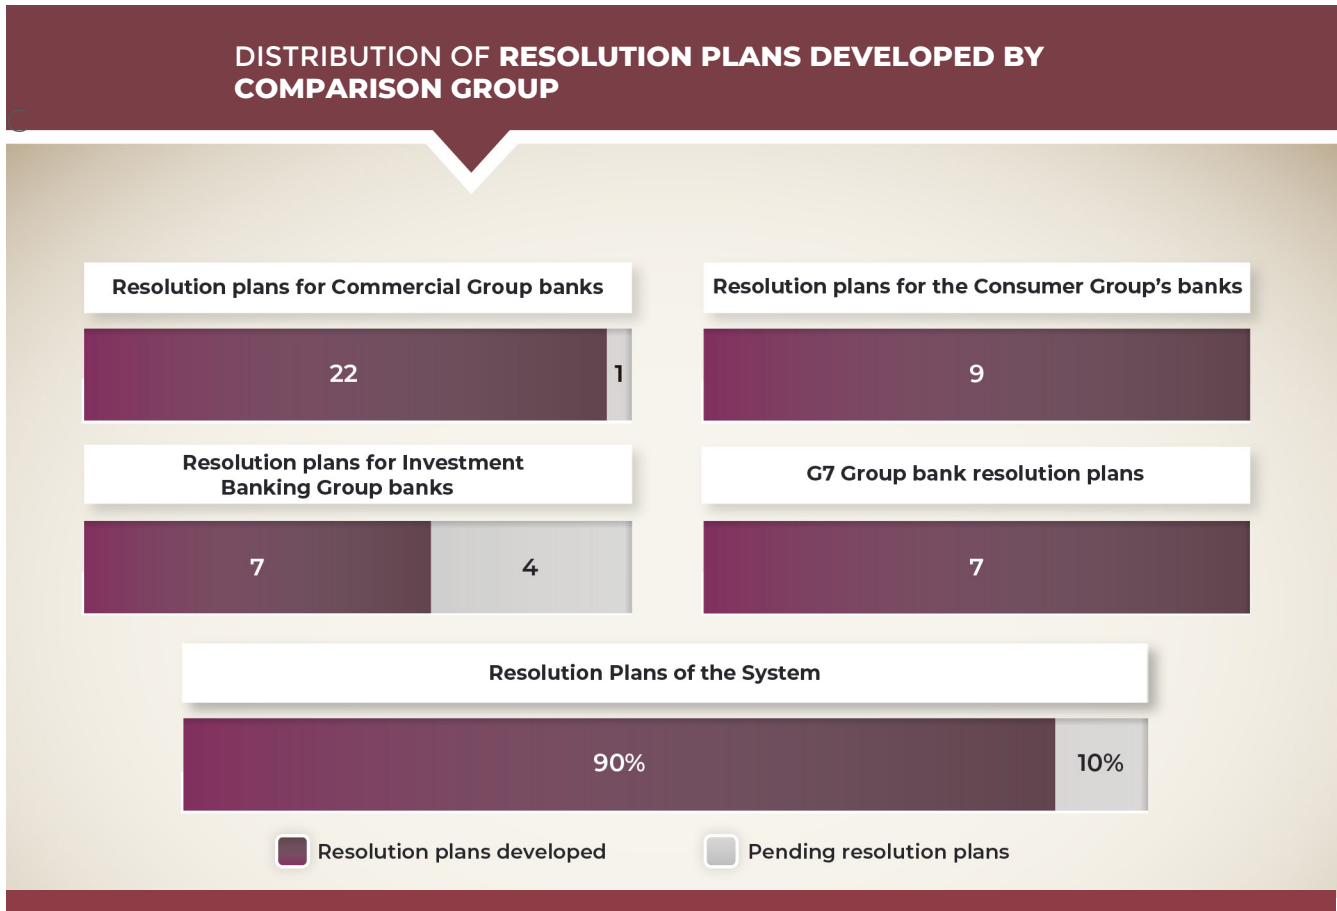 DISTRIBUTION OF RESOLUTION PLANS DEVELOPED BY
COMPARISON GROUP
Resolution plans for Commercial Group banks
22
1
Resolution plans for the Consumer Group's banks
9
Resolution plans for Investment
Banking Group banks
7
4
G7 Group bank resolution plans
7
Resolution Plans of the System
90%
10%
Resolution plans developed
Pending resolution plans